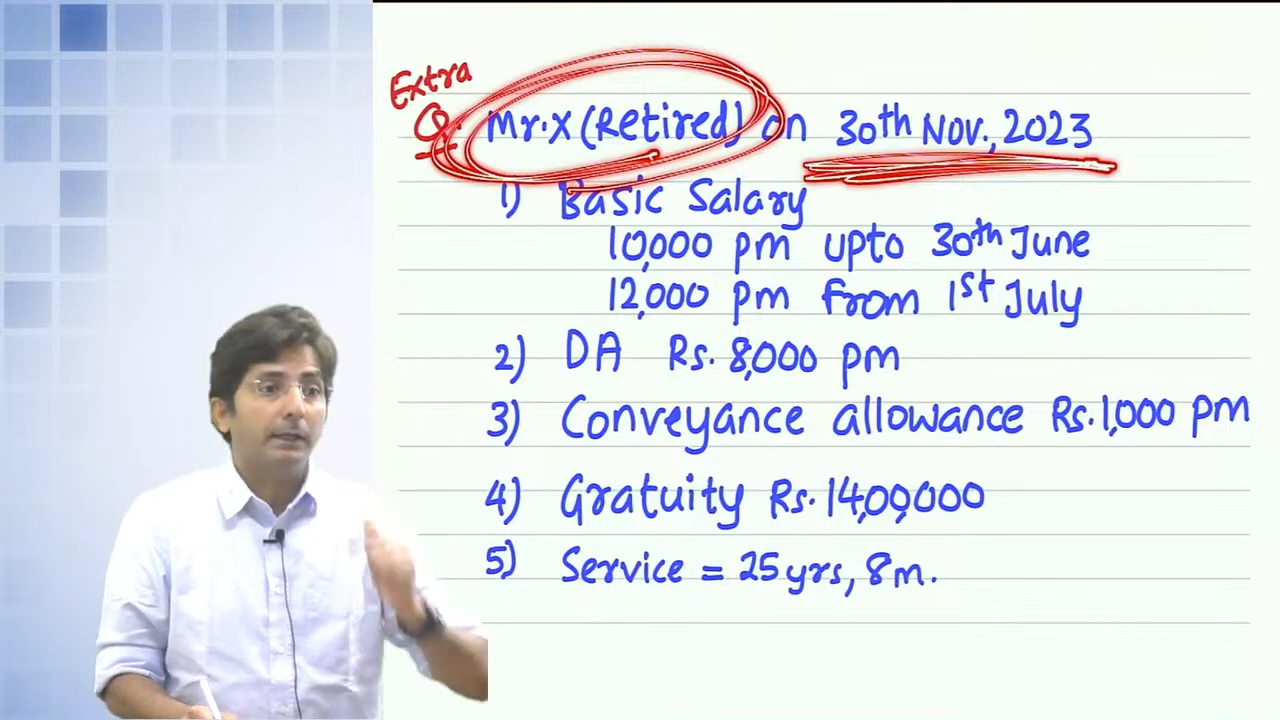 Extra
Q. Mr.X (Retired) on 30th Nov., 2023
1) Basic Salary
10,000 pm upto 30th June
12,000 pm from 1st July
2) DA Rs. 8,000 pm
3) Conveyance allowance Rs.1,000 pm
4) Gratuity Rs.14,00,000
5) Service = 25yrs, 8m.